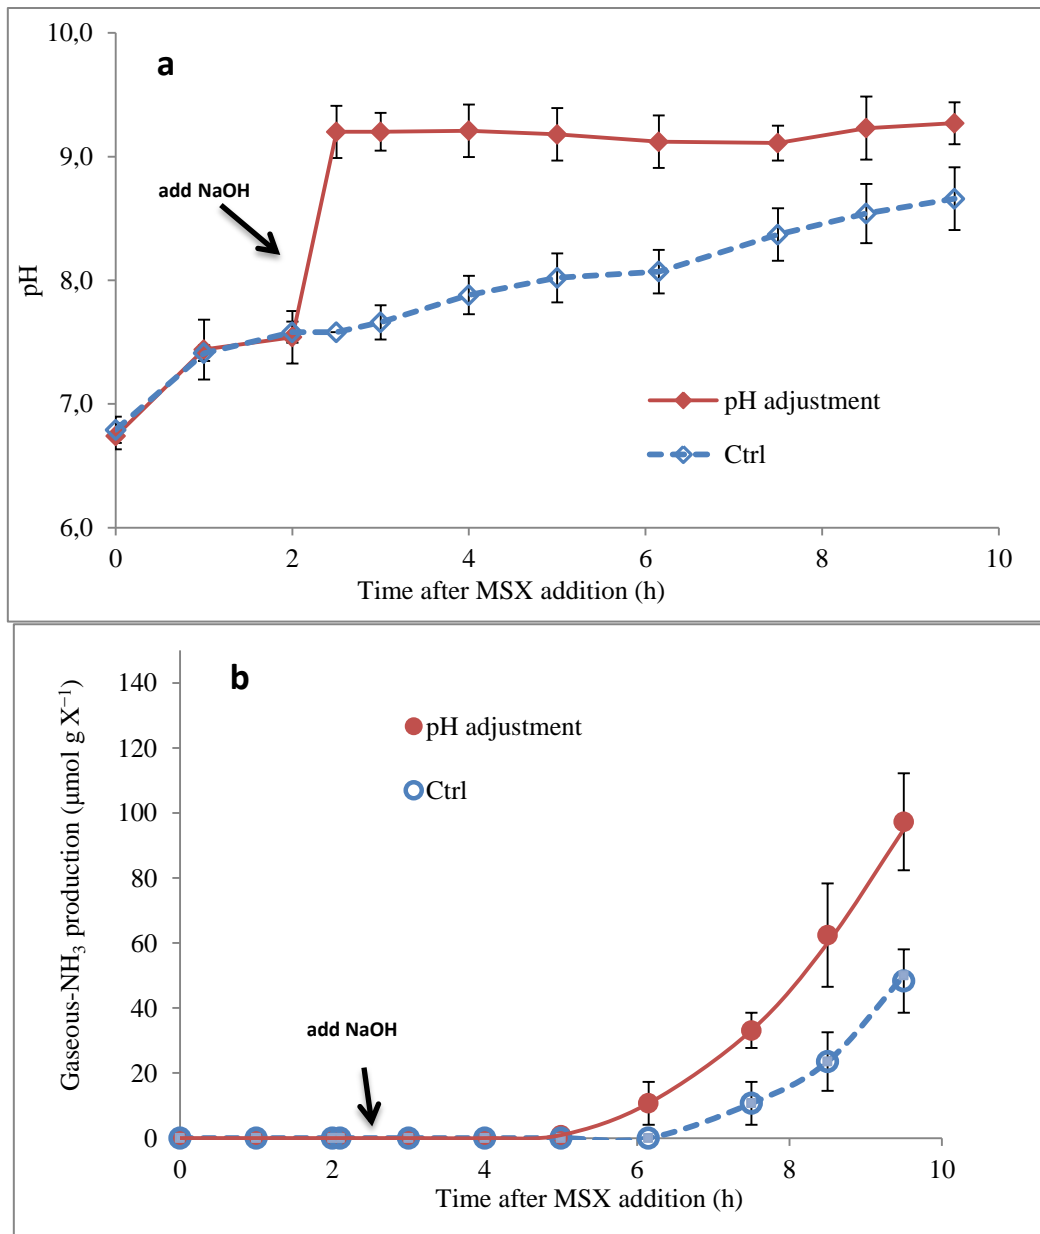 10,0
a
9,0
add NaOH
8,0
pH
7,0
pH adjustment
Ctrl
6,0
0 2 4 6 8 10
Time after MSX addition (h)
b
140
pH adjustment
120
Ctrl
100
80
60
40
add NaOH
20
0
Gaseous-NH₃ production (μmol g X⁻¹)
0 2 4 6 8 10
Time after MSX addition (h)